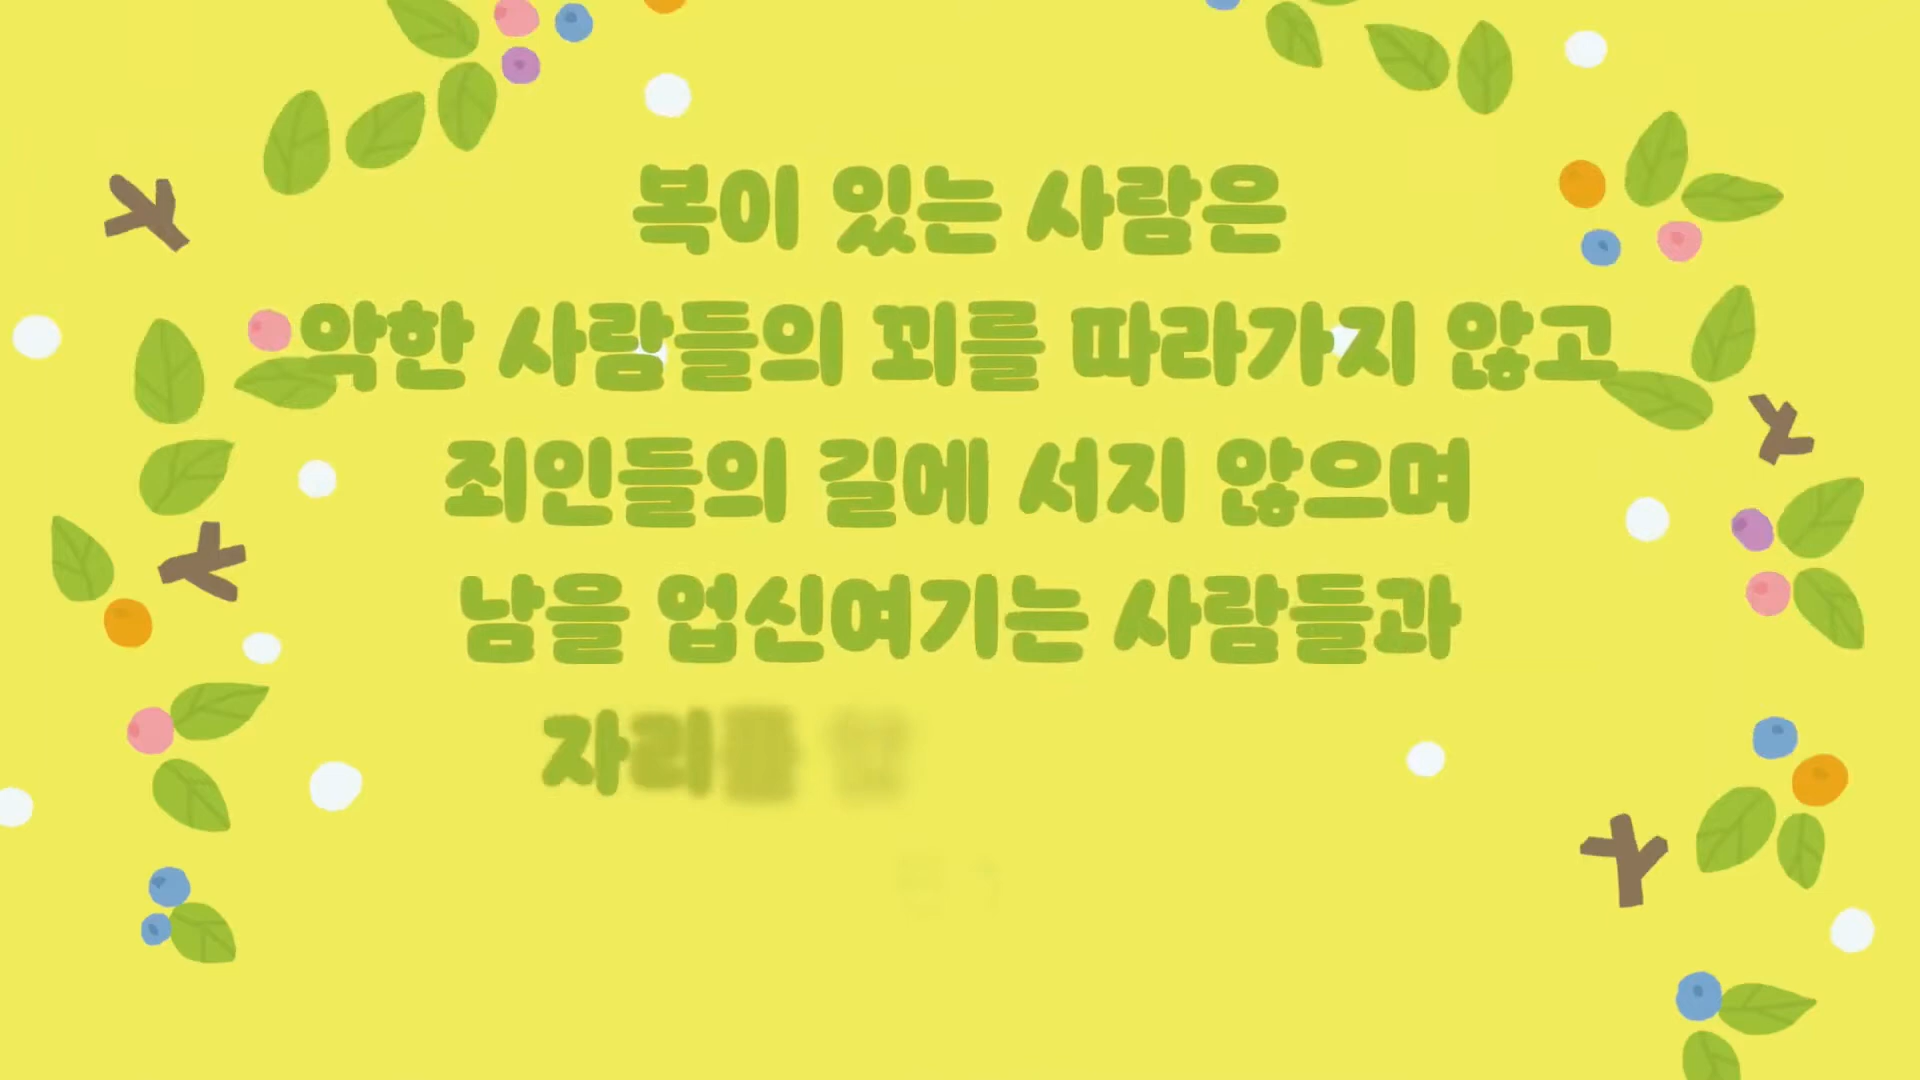 복이 있는 사람은
악한 사람들의 꾀를 따라가지 않고
죄인들의 길에 서지 않으며
남을 업신여기는 사람들과
자리를